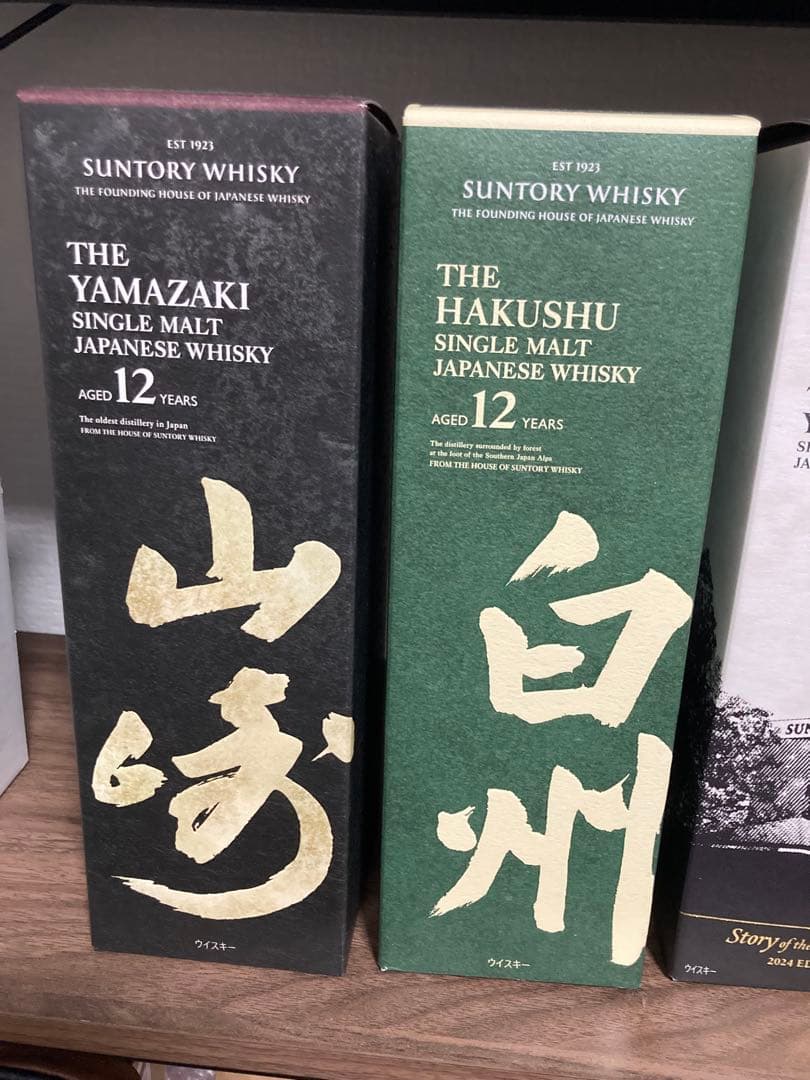 EST 1923
SUNTORY WHISKY
THE FOUNDING HOUSE OF JAPANESE WHISKY
THE
YAMAZAKI
SINGLE MALT
JAPANESE WHISKY
AGED 12 YEARS
The oldest distillery in Japan
FROM THE HOUSE OF SUNTORY WHISKY
山
崎
ウイスキー
EST 1923
SUNTORY WHISKY
THE FOUNDING HOUSE OF JAPANESE WHISKY
THE
HAKUSHU
SINGLE MALT
JAPANESE WHISKY
AGED 12 YEARS
The distillery surrounded by forest
at the foot of the Southern Japan Alps
FROM THE HOUSE OF SUNTORY WHISKY
白
州
ウイスキー
Story of the
2024
ウイスキー